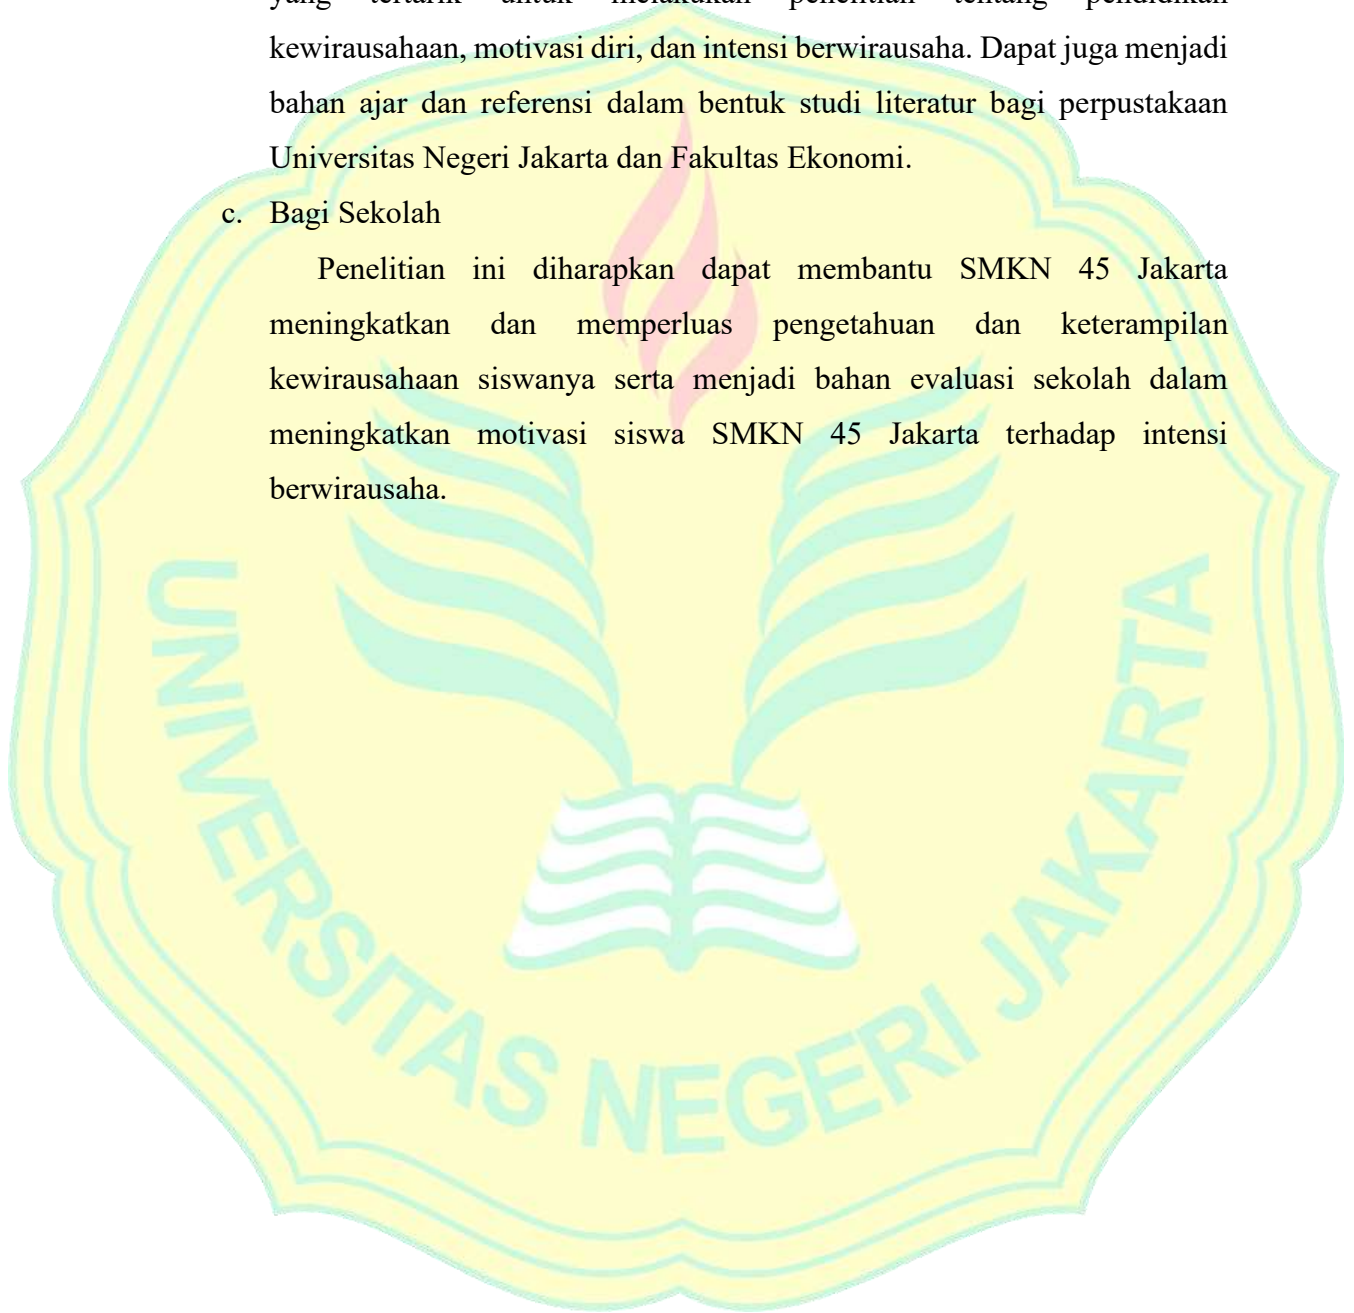 yang tertarik untuk melakukan penelitian tentang pendidikan
kewirausahaan, motivasi diri, dan intensi berwirausaha. Dapat juga menjadi
bahan ajar dan referensi dalam bentuk studi literatur bagi perpustakaan
Universitas Negeri Jakarta dan Fakultas Ekonomi.
c. Bagi Sekolah
Penelitian ini diharapkan dapat membantu SMKN 45 Jakarta
meningkatkan dan memperluas pengetahuan dan keterampilan
kewirausahaan siswanya serta menjadi bahan evaluasi sekolah dalam
meningkatkan motivasi siswa SMKN 45 Jakarta terhadap intensi
berwirausaha.
UNIVERSITAS NEGERI JAKARTA